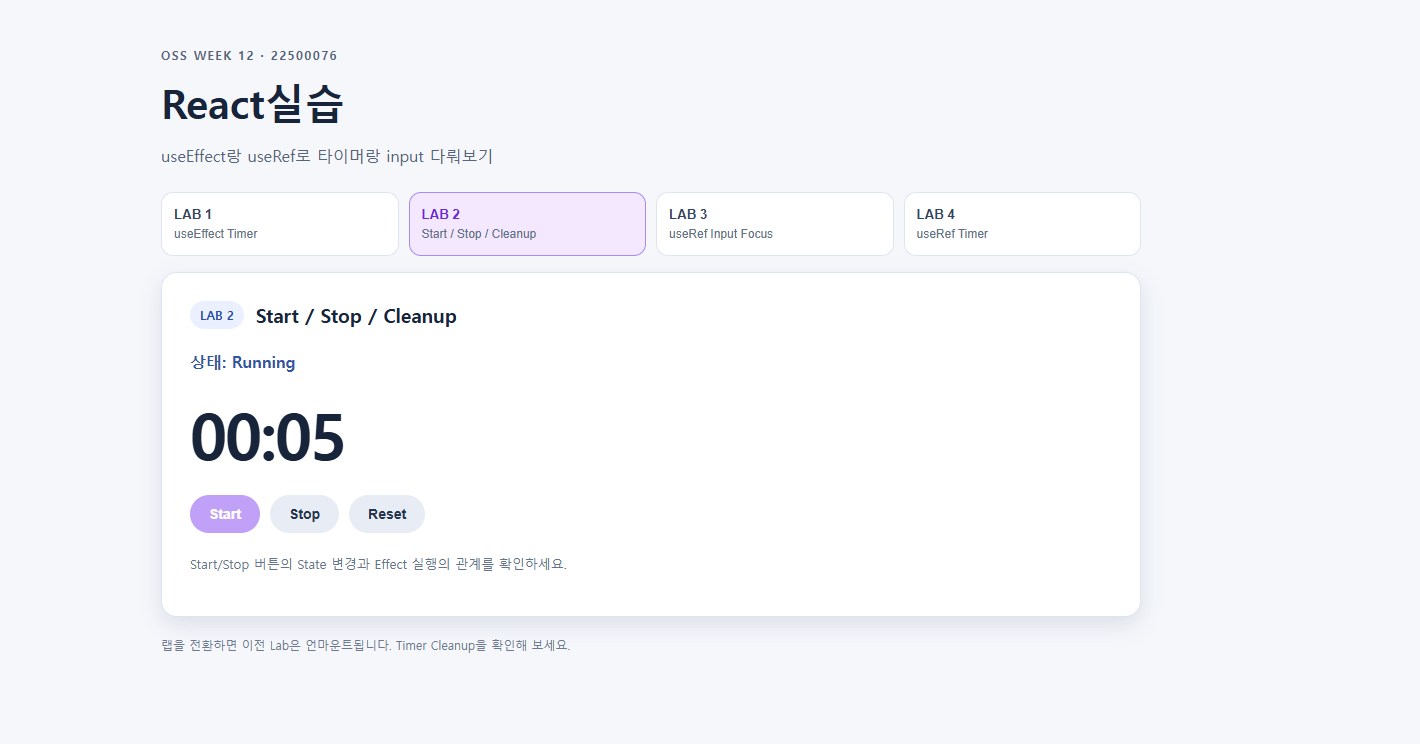 OSS WEEK 12 · 22500076
React실습
useEffect랑 useRef로 타이머랑 input 다뤄보기
LAB 1
useEffect Timer
LAB 2
Start / Stop / Cleanup
LAB 3
useRef Input Focus
LAB 4
useRef Timer
LAB 2 Start / Stop / Cleanup
상태: Running
00:05
Start Stop Reset
Start/Stop 버튼의 State 변경과 Effect 실행의 관계를 확인하세요.
랩을 전환하면 이전 Lab은 언마운트됩니다. Timer Cleanup을 확인해 보세요.